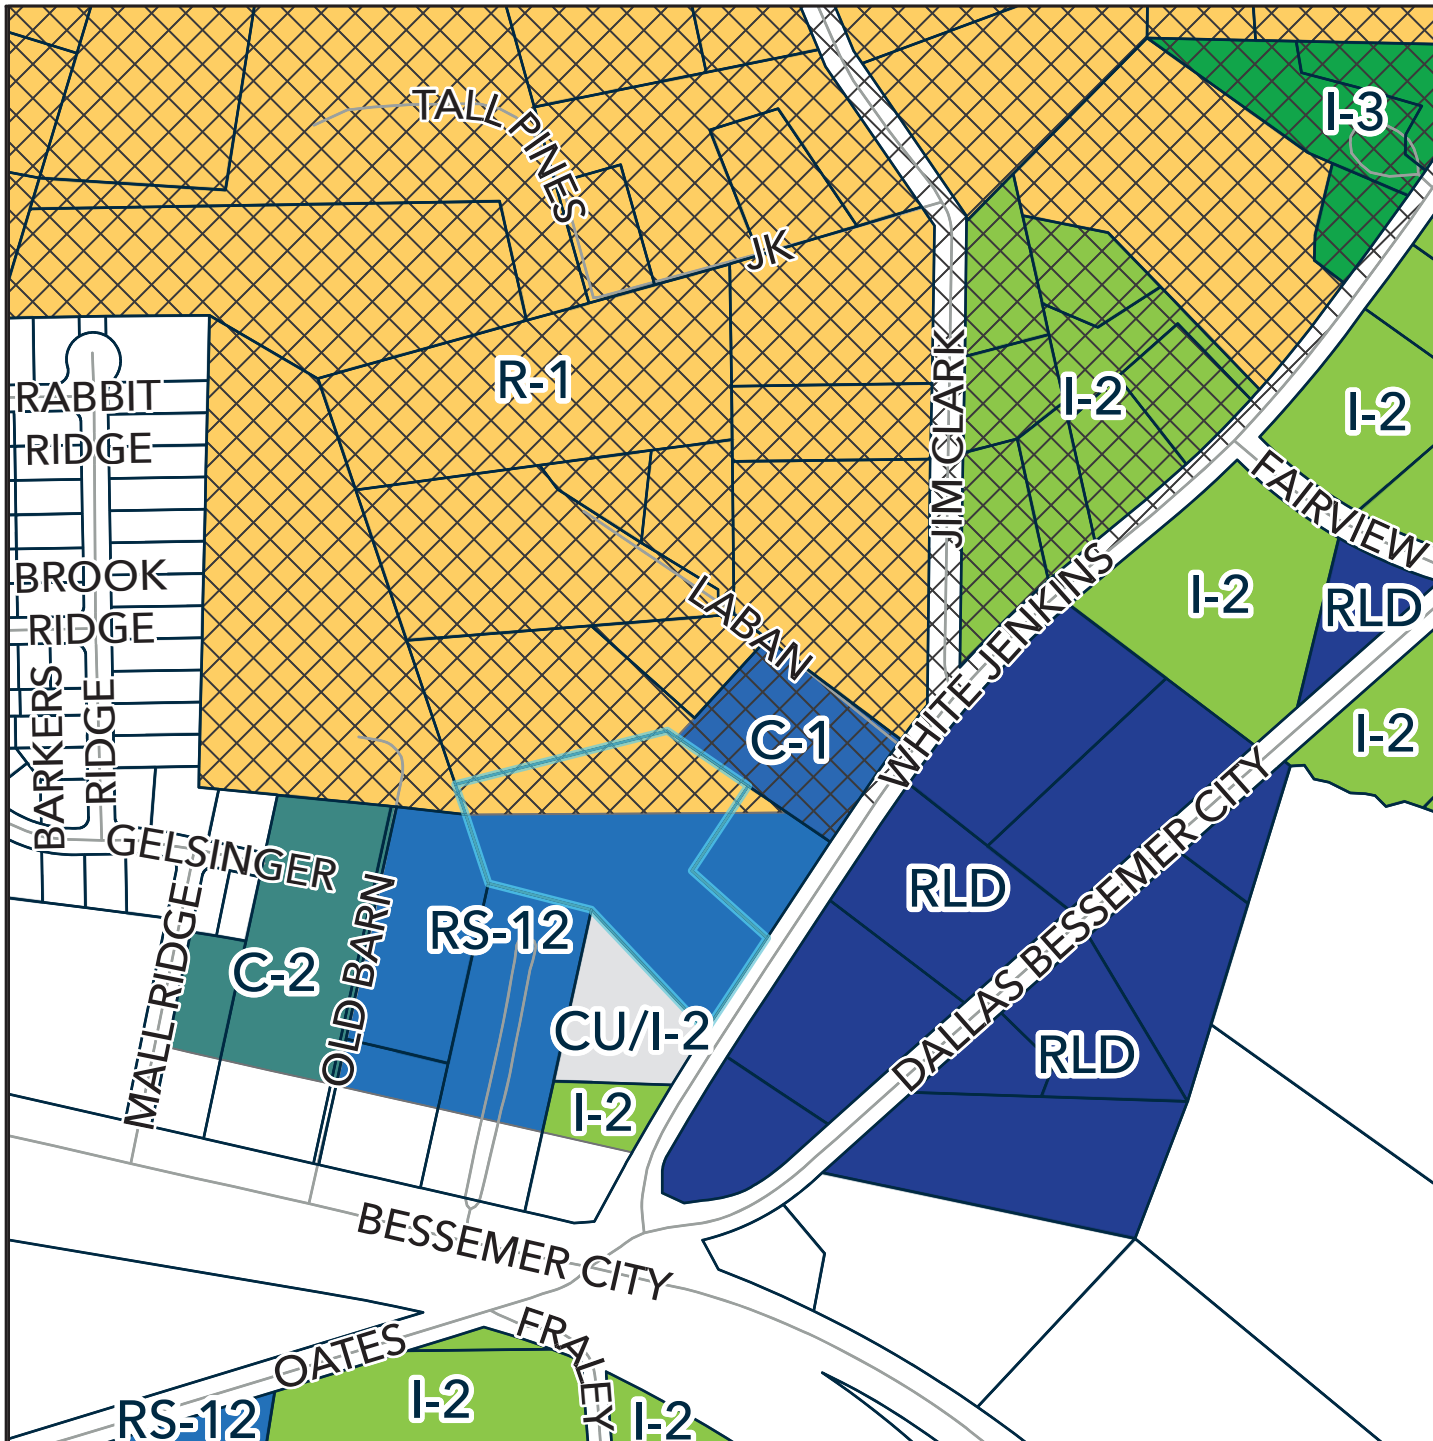 TALL PINES
I-3
JK
R-1
JIM CLARK
I-2
I-2
RABBIT
RIDGE
FAIRVIEW
BROOK
RIDGE
I-2
RLD
LABAN
WHITE JENKINS
BARKERS
RIDGE
C-1
I-2
GELSINGER
DALLAS BESSEMER CITY
RLD
RS-12
OLD BARN
MALL RIDGE
C-2
CU/I-2
RLD
I-2
BESSEMER CITY
FRALEY
OATES
I-2
RS-12
I-2